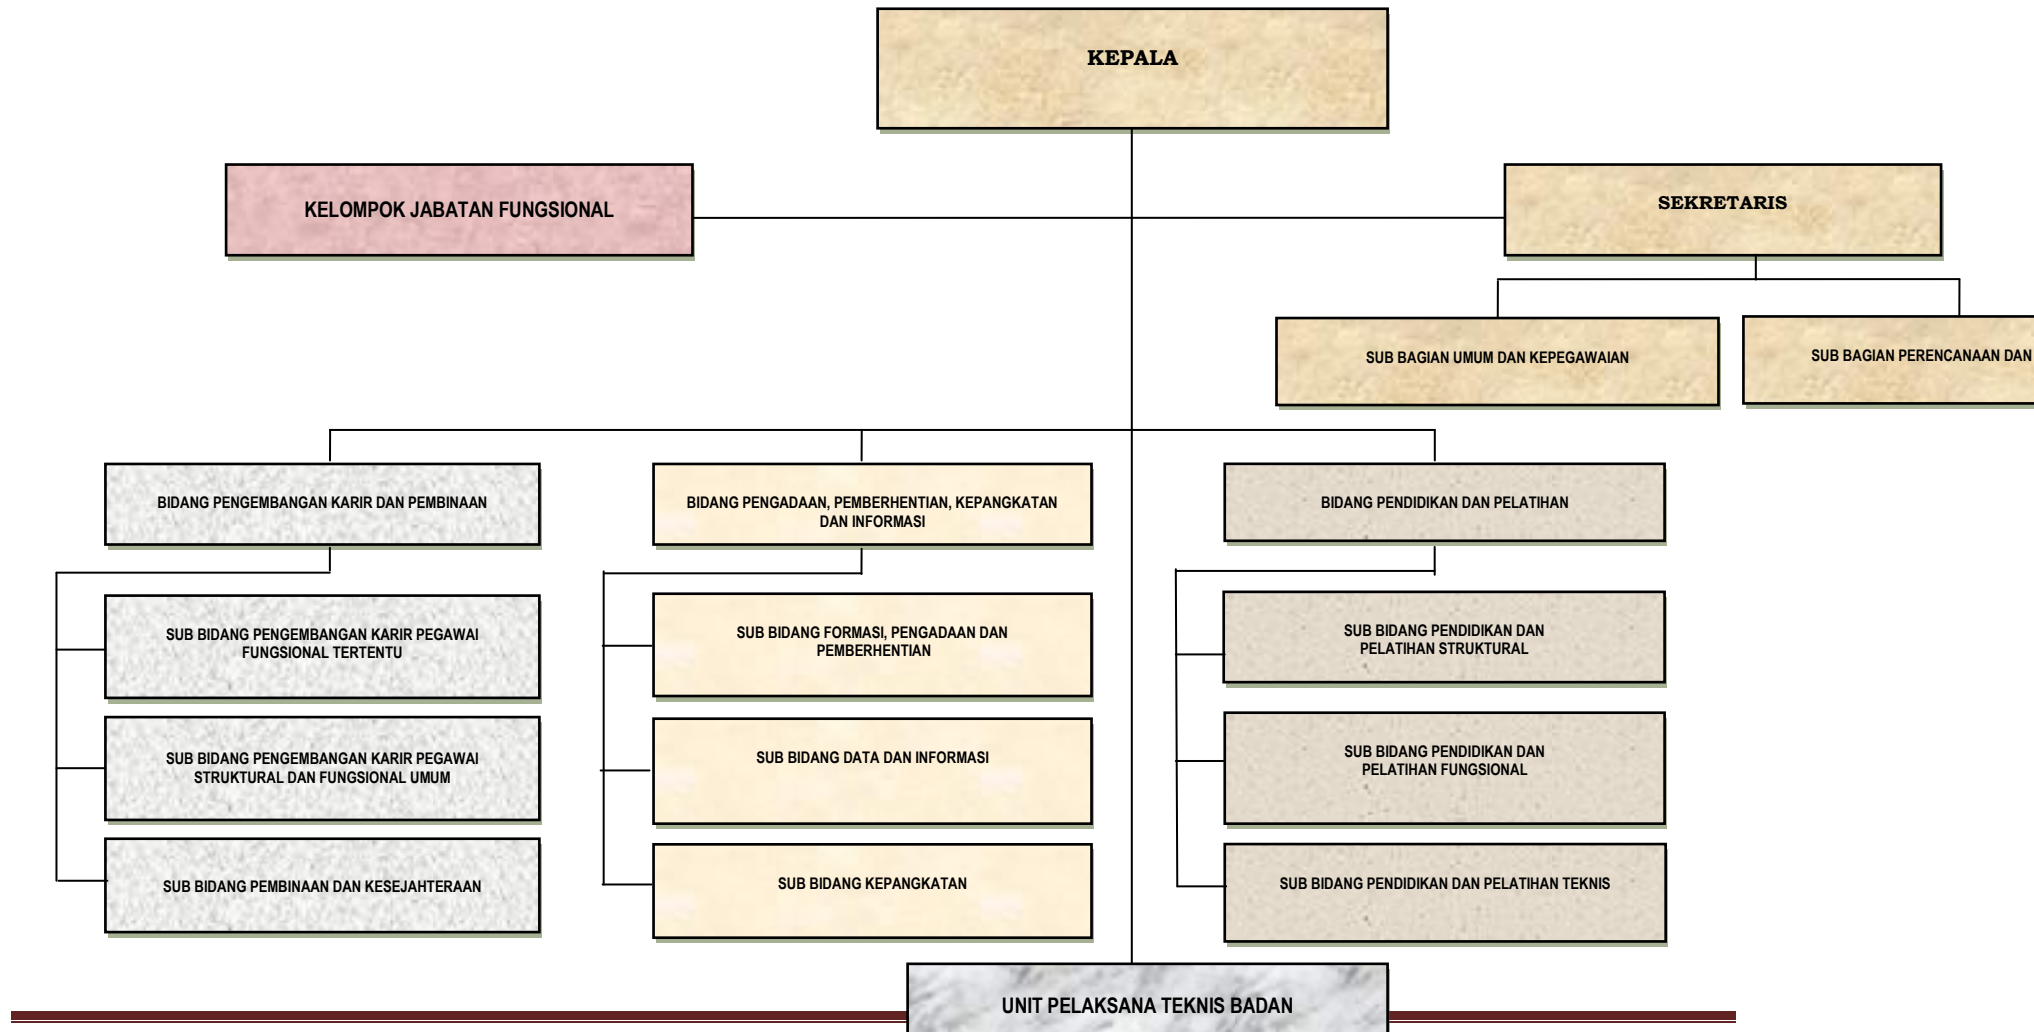 KEPALA
KELOMPOK JABATAN FUNGSIONAL
SEKRETARIS
SUB BAGIAN UMUM DAN KEPEGAWAIAN
SUB BAGIAN PERENCANAAN DAN
BIDANG PENGEMBANGAN KARIR DAN PEMBINAAN
SUB BIDANG PENGEMBANGAN KARIR PEGAWAI
FUNGSIONAL TERTENTU
SUB BIDANG PENGEMBANGAN KARIR PEGAWAI
STRUKTURAL DAN FUNGSIONAL UMUM
SUB BIDANG PEMBINAAN DAN KESEJAHTERAAN
BIDANG PENGADAAN, PEMBERHENTIAN, KEPANGKATAN
DAN INFORMASI
SUB BIDANG FORMASI, PENGADAAN DAN
PEMBERHENTIAN
SUB BIDANG DATA DAN INFORMASI
SUB BIDANG KEPANGKATAN
BIDANG PENDIDIKAN DAN PELATIHAN
SUB BIDANG PENDIDIKAN DAN
PELATIHAN STRUKTURAL
SUB BIDANG PENDIDIKAN DAN
PELATIHAN FUNGSIONAL
SUB BIDANG PENDIDIKAN DAN PELATIHAN TEKNIS
UNIT PELAKSANA TEKNIS BADAN